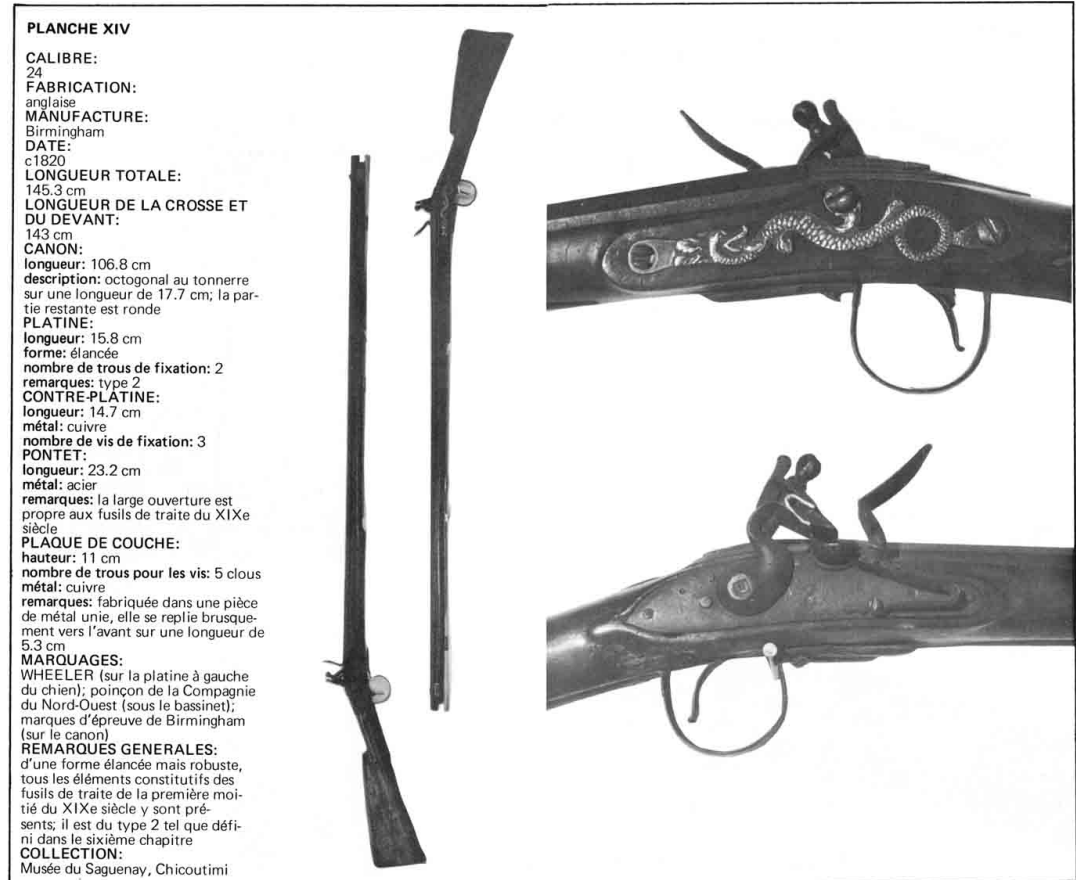 PLANCHE XIV
CALIBRE:
24
FABRICATION:
anglaise
MANUFACTURE:
Birmingham
DATE:
c1820
LONGUEUR TOTALE:
145.3 cm
LONGUEUR DE LA CROSSE ET
DU DEVANT:
143 cm
CANON:
longueur: 106.8 cm
description: octogonal au tonnerre
sur une longueur de 17.7 cm; la par-
tie restante est ronde
PLATINE:
longueur: 15.8 cm
forme: élancée
nombre de trous de fixation: 2
remarques: type 2
CONTRE-PLATINE:
longueur: 14.7 cm
métal: cuivre
nombre de vis de fixation: 3
PONTET:
longueur: 23.2 cm
métal: acier
remarques: la large ouverture est
propre aux fusils de traite du XIXe
siècle
PLAQUE DE COUCHE:
hauteur: 11 cm
nombre de trous pour les vis: 5 clous
métal: cuivre
remarques: fabriquée dans une pièce
de métal unie, elle se replie brusque-
ment vers l'avant sur une longueur de
5.3 cm
MARQUAGES:
WHEELER (sur la platine à gauche
du chien); poinçon de la Compagnie
du Nord-Ouest (sous le bassinet);
marques d'épreuve de Birmingham
(sur le canon)
REMARQUES GENERALES:
d'une forme élancée mais robuste,
tous les éléments constitutifs des
fusils de traite de la première moi-
tié du XIXe siècle y sont pré-
sents; il est du type 2 tel que défi-
ni dans le sixième chapitre
COLLECTION:
Musée du Saguenay, Chicoutimi